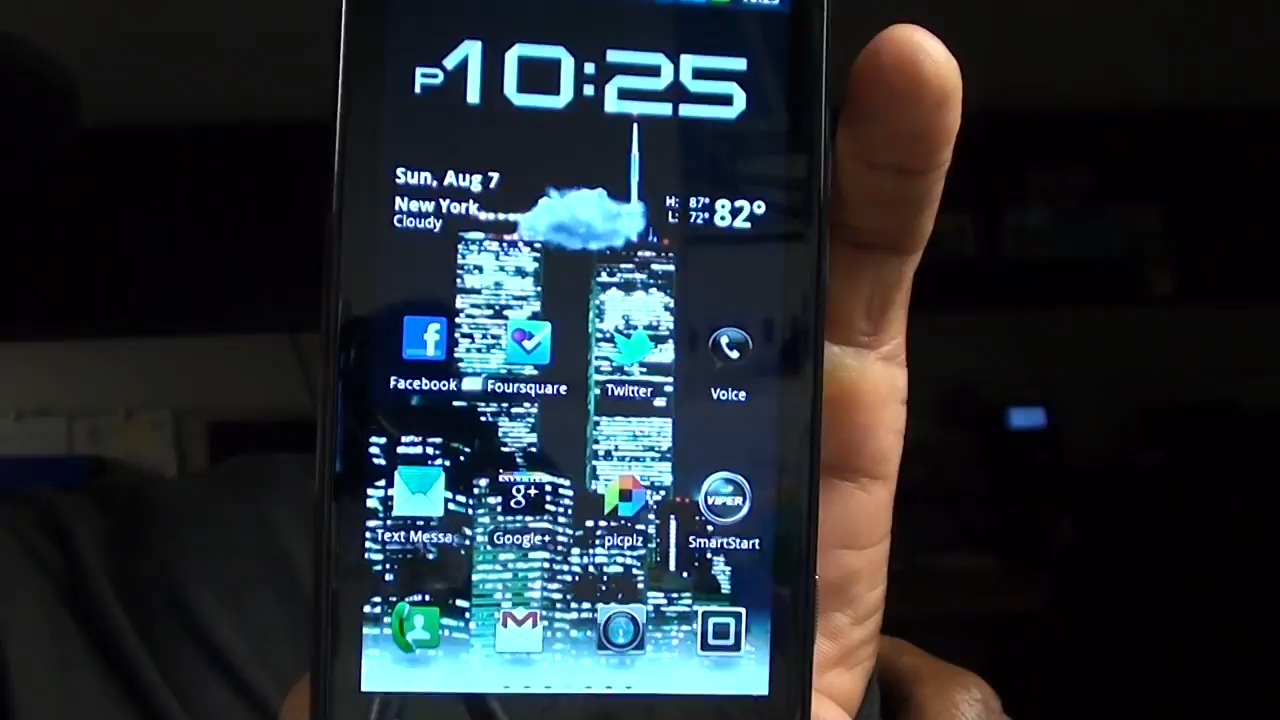 P10:25
Sun, Aug 7
New York
Cloudy
H: 87°
L: 72°
82°
Facebook
Foursquare
Twitter
Voice
INVERTED
g+
VIPER
Text Messa
Google+
picplz
SmartStart